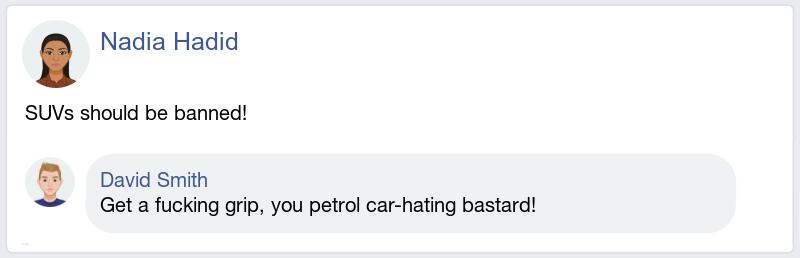 Nadia Hadid
SUVs should be banned!
David Smith
Get a fucking grip, you petrol car-hating bastard!